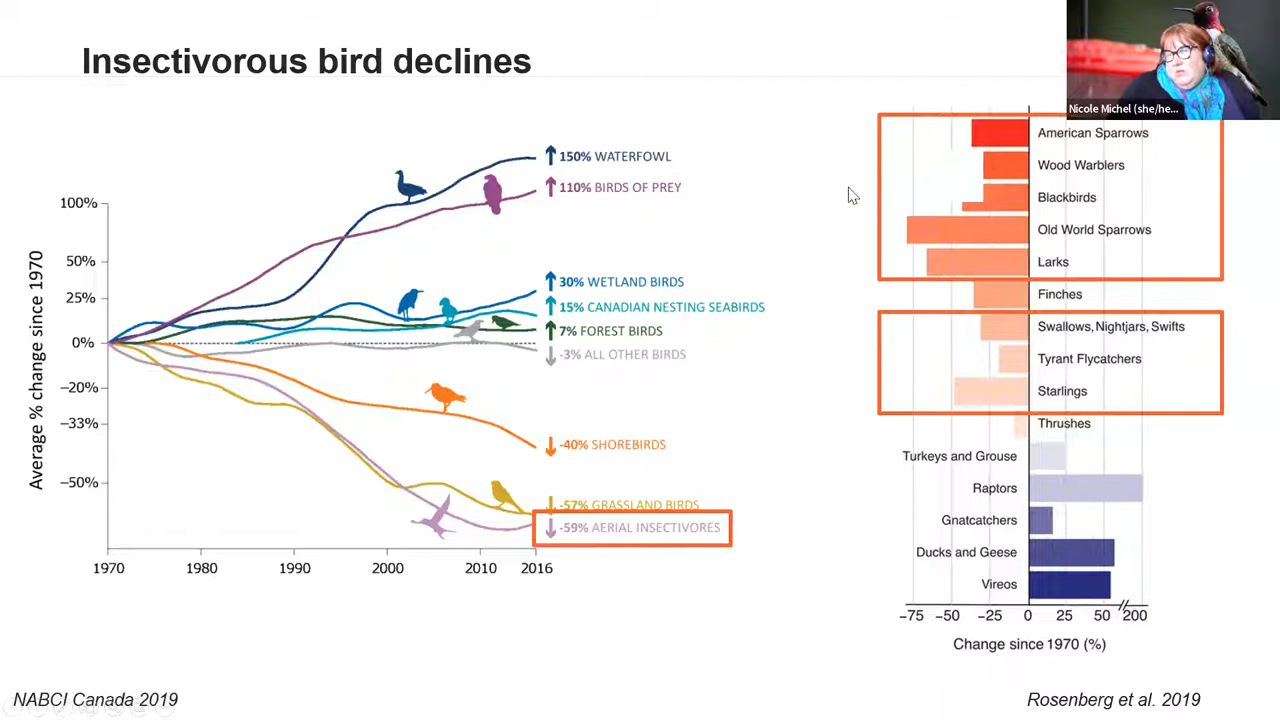 Insectivorous bird declines
Nicole Michel (she/he...
150% WATERFOWL
110% BIRDS OF PREY
30% WETLAND BIRDS
15% CANADIAN NESTING SEABIRDS
7% FOREST BIRDS
-3% ALL OTHER BIRDS
-40% SHOREBIRDS
-57% GRASSLAND BIRDS
-59% AERIAL INSECTIVORES
Average % change since 1970
100%
50%
25%
0%
−20%
−33%
−50%
1970 1980 1990 2000 2010 2016
American Sparrows
Wood Warblers
Blackbirds
Old World Sparrows
Larks
Finches
Swallows, Nightjars, Swifts
Tyrant Flycatchers
Starlings
Thrushes
Turkeys and Grouse
Raptors
Gnatcatchers
Ducks and Geese
Vireos
−75 −50 −25 0 25 50 200
Change since 1970 (%)
NABCI Canada 2019
Rosenberg et al. 2019